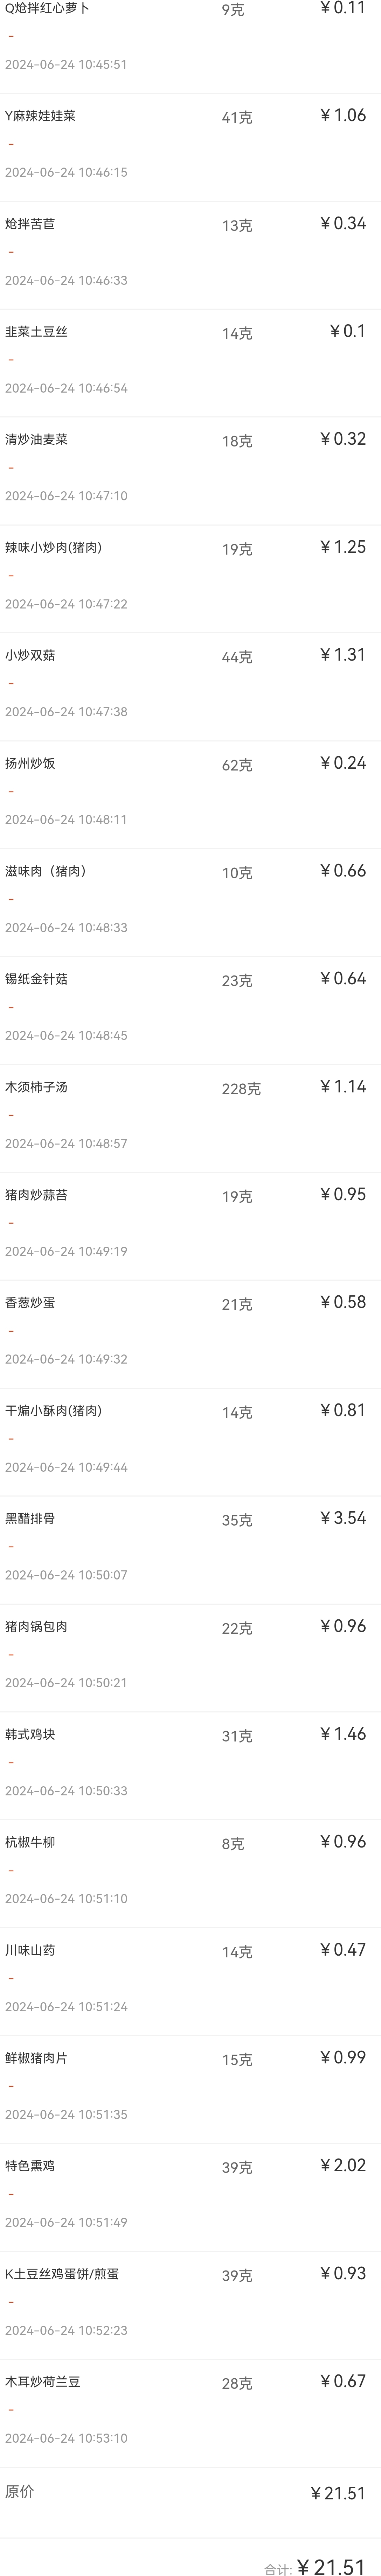 Q炝拌红心萝卜 9克 ￥0.11
-
2024-06-24 10:45:51
Y麻辣娃娃菜 41克 ￥1.06
-
2024-06-24 10:46:15
炝拌苦苣 13克 ￥0.34
-
2024-06-24 10:46:33
韭菜土豆丝 14克 ￥0.1
-
2024-06-24 10:46:54
清炒油麦菜 18克 ￥0.32
-
2024-06-24 10:47:10
辣味小炒肉(猪肉) 19克 ￥1.25
-
2024-06-24 10:47:22
小炒双菇 44克 ￥1.31
-
2024-06-24 10:47:38
扬州炒饭 62克 ￥0.24
-
2024-06-24 10:48:11
滋味肉（猪肉） 10克 ￥0.66
-
2024-06-24 10:48:33
锡纸金针菇 23克 ￥0.64
-
2024-06-24 10:48:45
木须柿子汤 228克 ￥1.14
-
2024-06-24 10:48:57
猪肉炒蒜苔 19克 ￥0.95
-
2024-06-24 10:49:19
香葱炒蛋 21克 ￥0.58
-
2024-06-24 10:49:32
干煸小酥肉(猪肉) 14克 ￥0.81
-
2024-06-24 10:49:44
黑醋排骨 35克 ￥3.54
-
2024-06-24 10:50:07
猪肉锅包肉 22克 ￥0.96
-
2024-06-24 10:50:21
韩式鸡块 31克 ￥1.46
-
2024-06-24 10:50:33
杭椒牛柳 8克 ￥0.96
-
2024-06-24 10:51:10
川味山药 14克 ￥0.47
-
2024-06-24 10:51:24
鲜椒猪肉片 15克 ￥0.99
-
2024-06-24 10:51:35
特色熏鸡 39克 ￥2.02
-
2024-06-24 10:51:49
K土豆丝鸡蛋饼/煎蛋 39克 ￥0.93
-
2024-06-24 10:52:23
木耳炒荷兰豆 28克 ￥0.67
-
2024-06-24 10:53:10
原价 ￥21.51
合计: ￥21.51